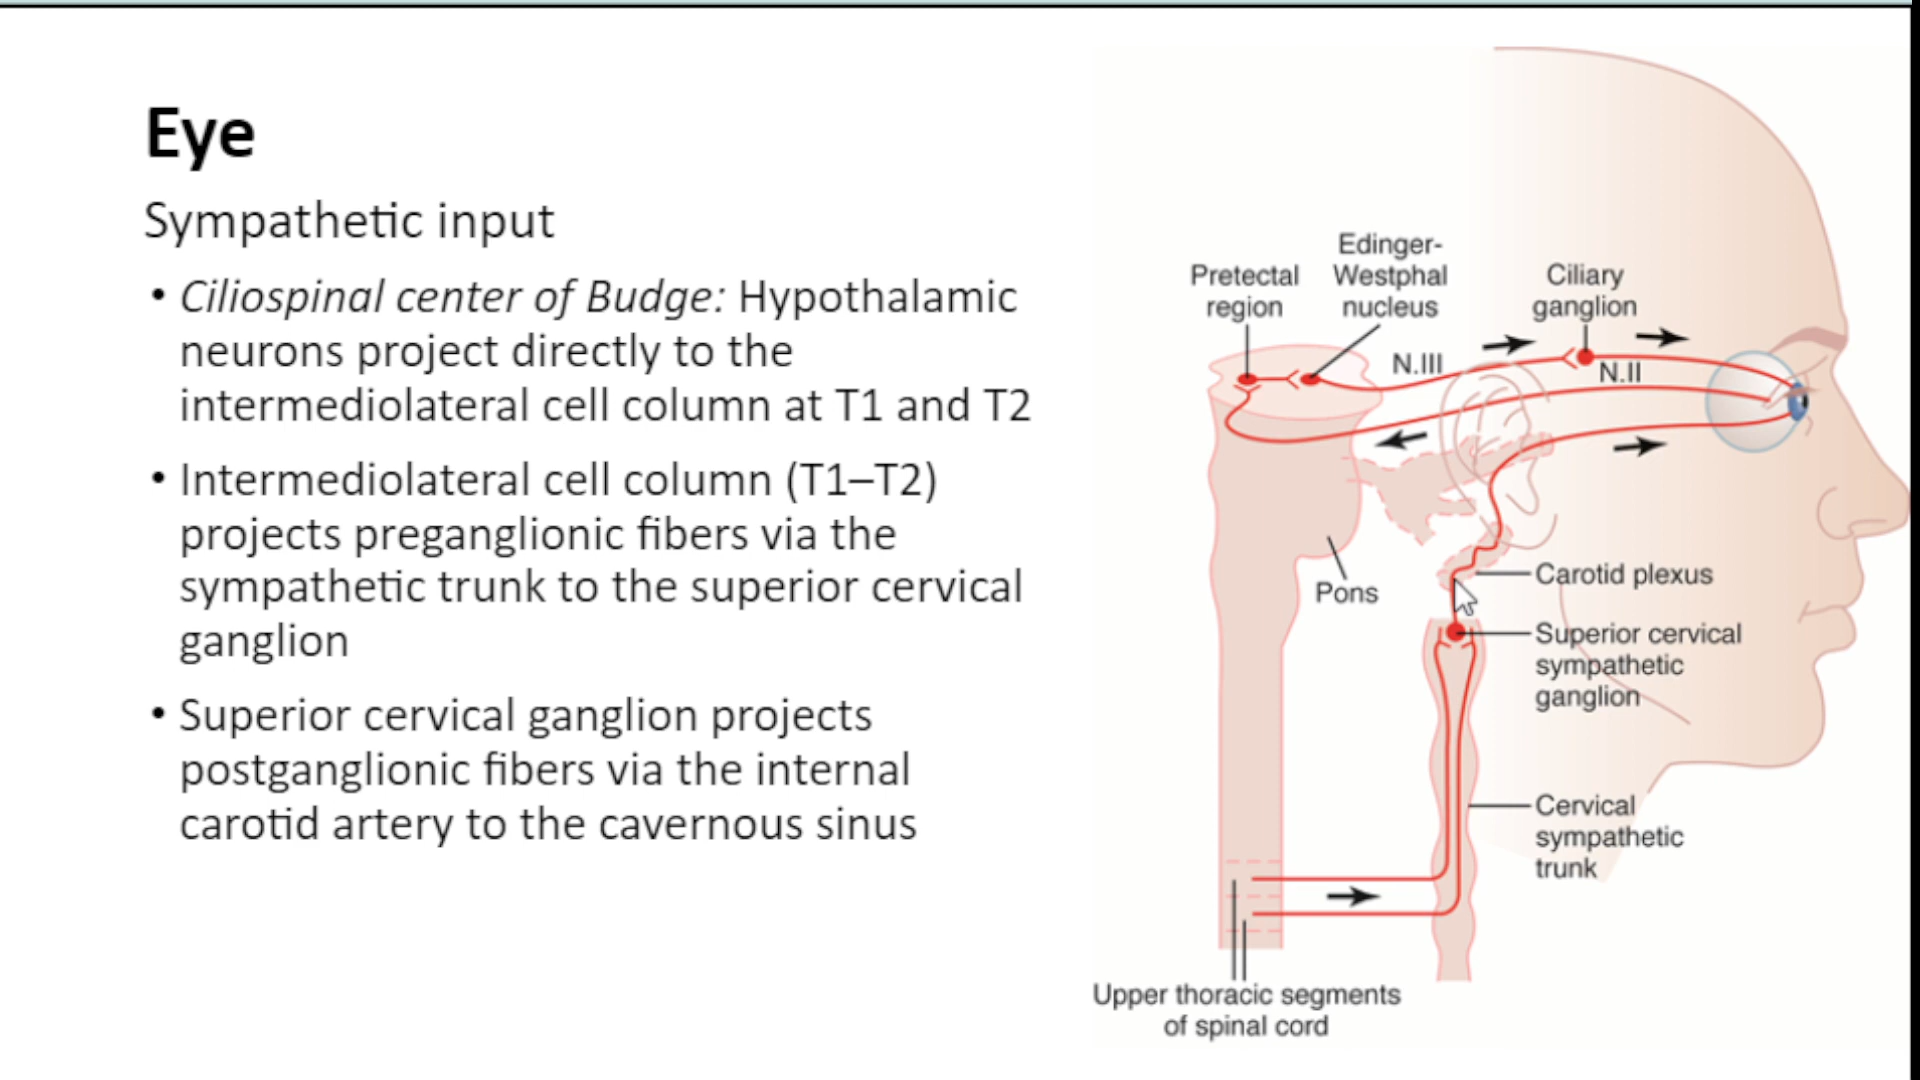 Eye
Sympathetic input
• Ciliospinal center of Budge: Hypothalamic
neurons project directly to the
intermediolateral cell column at T1 and T2
• Intermediolateral cell column (T1–T2)
projects preganglionic fibers via the
sympathetic trunk to the superior cervical
ganglion
• Superior cervical ganglion projects
postganglionic fibers via the internal
carotid artery to the cavernous sinus
Pretectal
region
Edinger-
Westphal
nucleus
Ciliary
ganglion
N.III
N.II
Pons
Carotid plexus
Superior cervical
sympathetic
ganglion
Cervical
sympathetic
trunk
Upper thoracic segments
of spinal cord